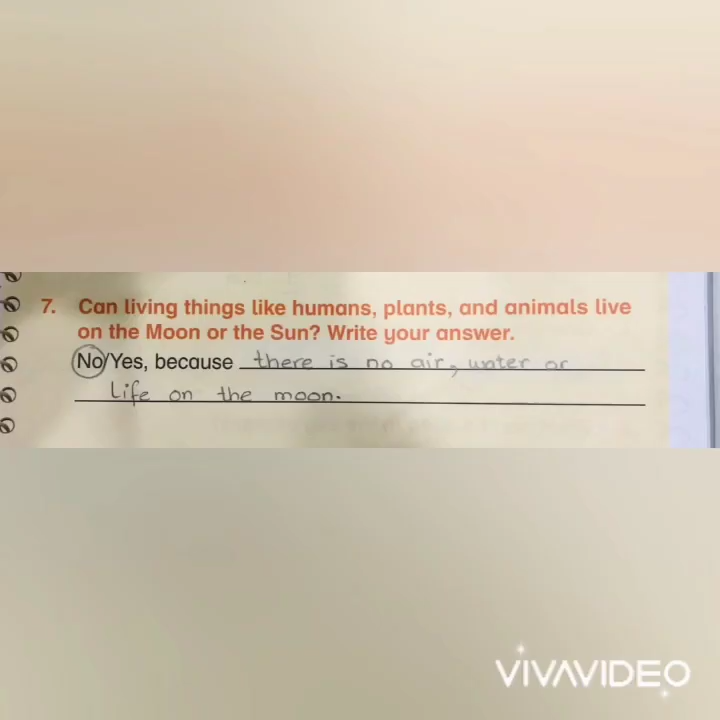 7. Can living things like humans, plants, and animals live
on the Moon or the Sun? Write your answer.
No/Yes, because there is no air, water or
life on the moon.
VIVAVIDEO